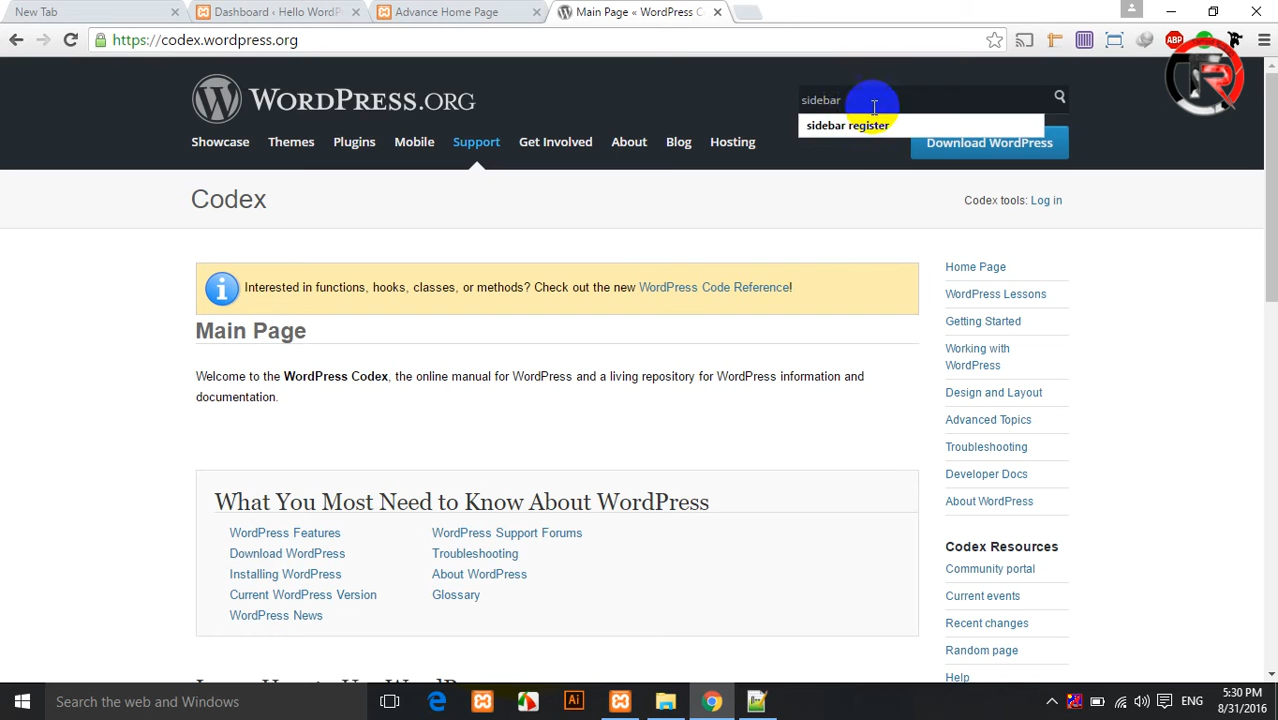 New Tab
Dashboard ‹ Hello WordP
Advance Home Page
Main Page « WordPress C
https://codex.wordpress.org
ABP
WORDPRESS.ORG
sidebar
sidebar register
Showcase Themes Plugins Mobile Support Get Involved About Blog Hosting
Download WordPress
Codex
Codex tools: Log in
Interested in functions, hooks, classes, or methods? Check out the new WordPress Code Reference!
Main Page
Welcome to the WordPress Codex, the online manual for WordPress and a living repository for WordPress information and
documentation.
What You Most Need to Know About WordPress
WordPress Features
Download WordPress
Installing WordPress
Current WordPress Version
WordPress News
WordPress Support Forums
Troubleshooting
About WordPress
Glossary
Home Page
WordPress Lessons
Getting Started
Working with
WordPress
Design and Layout
Advanced Topics
Troubleshooting
Developer Docs
About WordPress
Codex Resources
Community portal
Current events
Recent changes
Random page
Help
Search the web and Windows
Ai
ENG
5:30 PM
8/31/2016